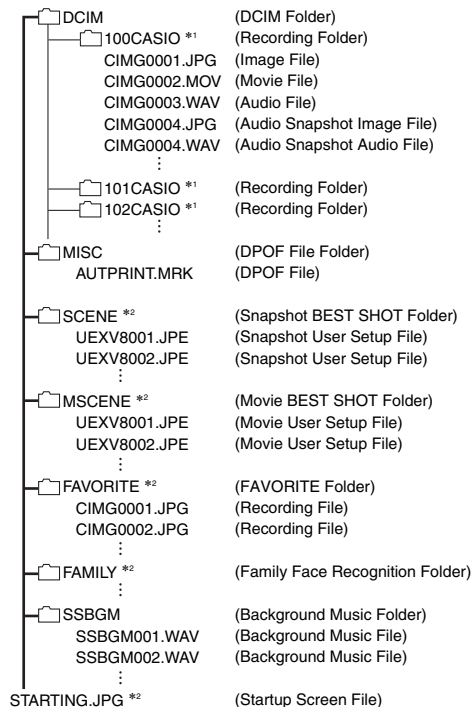 DCIM (DCIM Folder)
100CASIO *1 (Recording Folder)
CIMG0001.JPG (Image File)
CIMG0002.MOV (Movie File)
CIMG0003.WAV (Audio File)
CIMG0004.JPG (Audio Snapshot Image File)
CIMG0004.WAV (Audio Snapshot Audio File)
101CASIO *1 (Recording Folder)
102CASIO *1 (Recording Folder)
MISC (DPOF File Folder)
AUTPRINT.MRK (DPOF File)
SCENE *2 (Snapshot BEST SHOT Folder)
UEXV8001.JPE (Snapshot User Setup File)
UEXV8002.JPE (Snapshot User Setup File)
MSCENE *2 (Movie BEST SHOT Folder)
UEXV8001.JPE (Movie User Setup File)
UEXV8002.JPE (Movie User Setup File)
FAVORITE *2 (FAVORITE Folder)
CIMG0001.JPG (Recording File)
CIMG0002.JPG (Recording File)
FAMILY *2 (Family Face Recognition Folder)
SSBGM (Background Music Folder)
SSBGM001.WAV (Background Music File)
SSBGM002.WAV (Background Music File)
STARTING.JPG *2 (Startup Screen File)